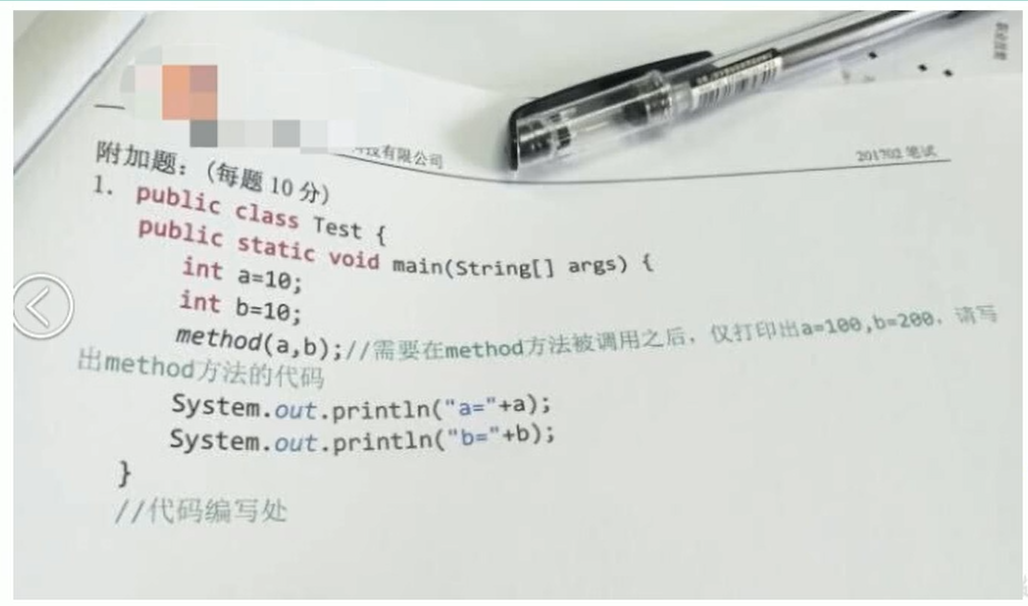 技有限公司
201702 笔试
附加题：(每题 10 分)
1. public class Test {
public static void main(String[] args) {
int a=10;
int b=10;
method(a,b);//需要在method方法被调用之后，仅打印出a=100,b=200，请写
出method方法的代码
System.out.println("a="+a);
System.out.println("b="+b);
}
//代码编写处